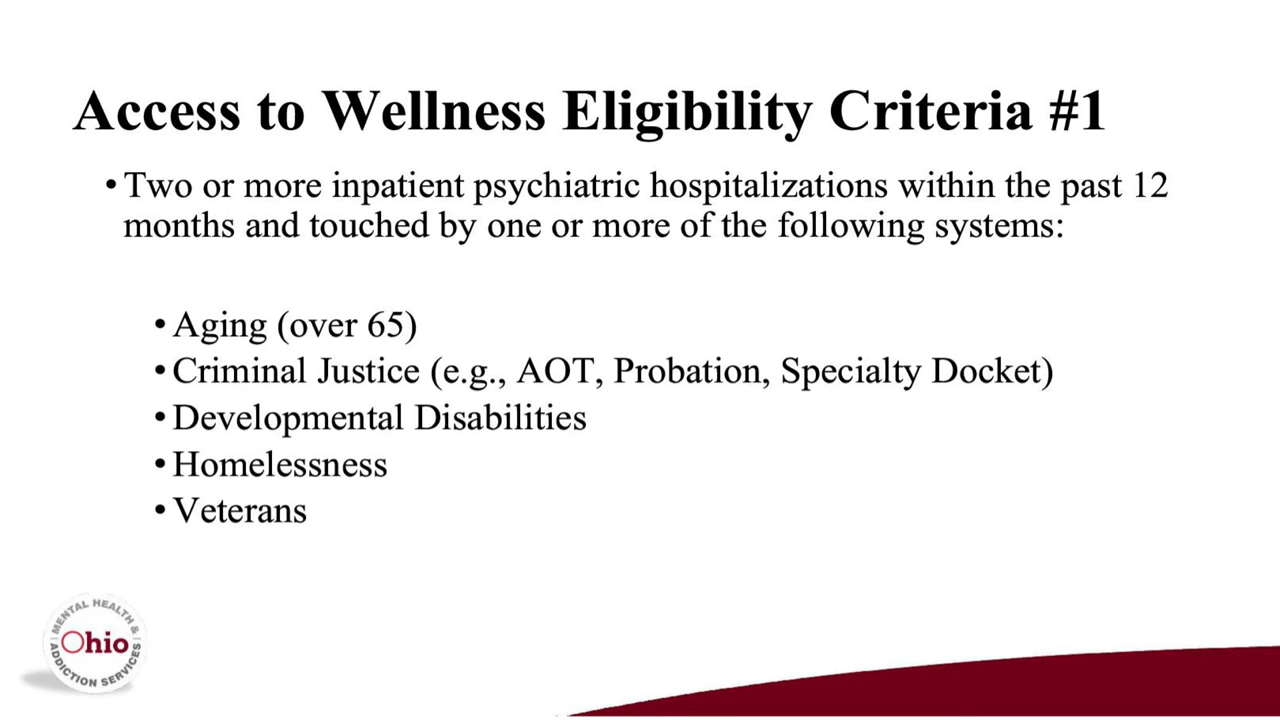 Access to Wellness Eligibility Criteria #1
• Two or more inpatient psychiatric hospitalizations within the past 12
months and touched by one or more of the following systems:
• Aging (over 65)
• Criminal Justice (e.g., AOT, Probation, Specialty Docket)
• Developmental Disabilities
• Homelessness
• Veterans
MENTAL HEALTH &
Ohio
ADDICTION SERVICES